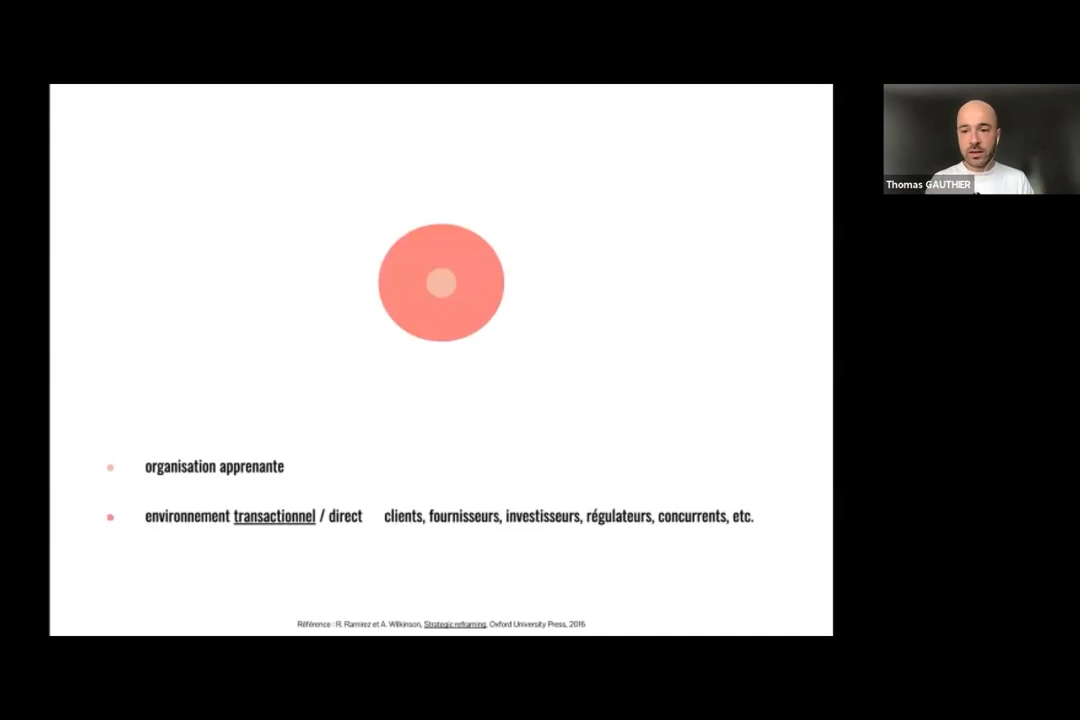 Thomas GAUTHIER
organisation apprenante
environnement transactionnel / direct clients, fournisseurs, investisseurs, régulateurs, concurrents, etc.
Référence : R. Ramirez et A. Wilkinson, Strategic reframing, Oxford University Press, 2016